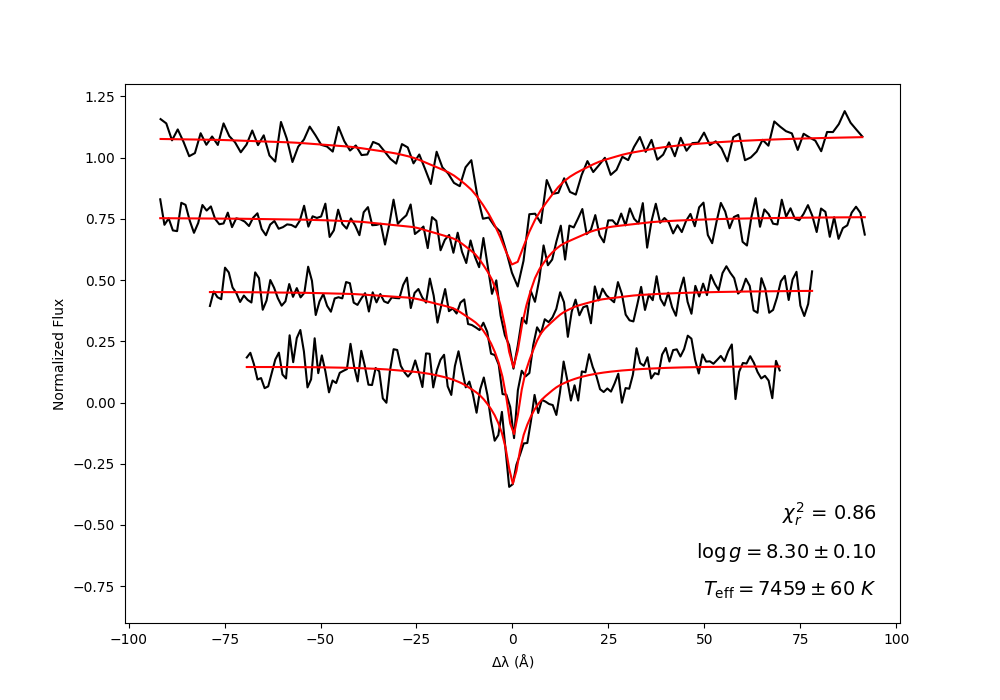 1.25
1.00
0.75
0.50
0.25
0.00
−0.25
−0.50
−0.75
Normalized Flux
χ²ᵣ = 0.86
log g = 8.30 ± 0.10
T_eff = 7459 ± 60 K
−100 −75 −50 −25 0 25 50 75 100
Δλ (Å)